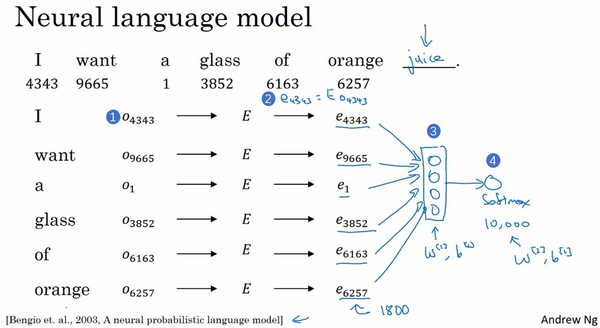 Neural language model
I want a glass of orange juice.
4343 9665 1 3852 6163 6257
② e₄₃₄₃ = E o₄₃₄₃
I ① o₄₃₄₃ → E → e₄₃₄₃
③
want o₉₆₆₅ → E → e₉₆₆₅
④
a o₁ → E → e₁
Softmax
glass o₃₈₅₂ → E → e₃₈₅₂
10,000
of o₆₁₆₃ → E → e₆₁₆₃
W[1], b[1] W[2], b[2]
orange o₆₂₅₇ → E → e₆₂₅₇
1800
[Bengio et. al., 2003, A neural probabilistic language model] ←
Andrew Ng